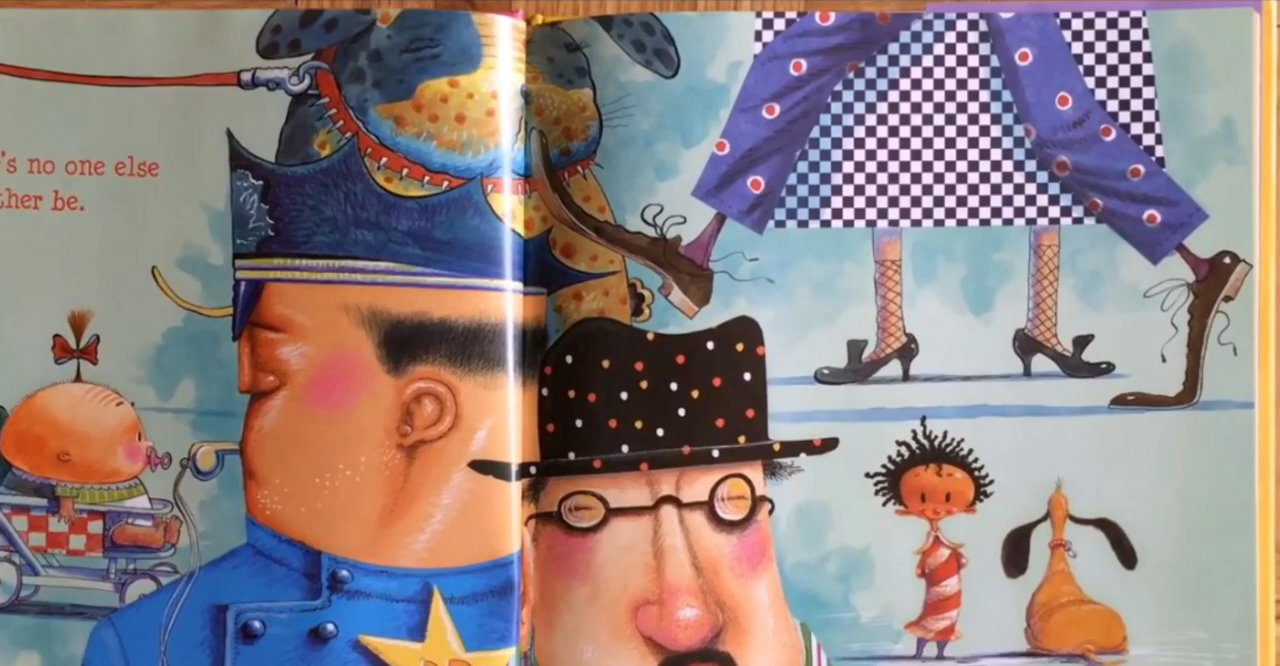 's no one else
ther be.